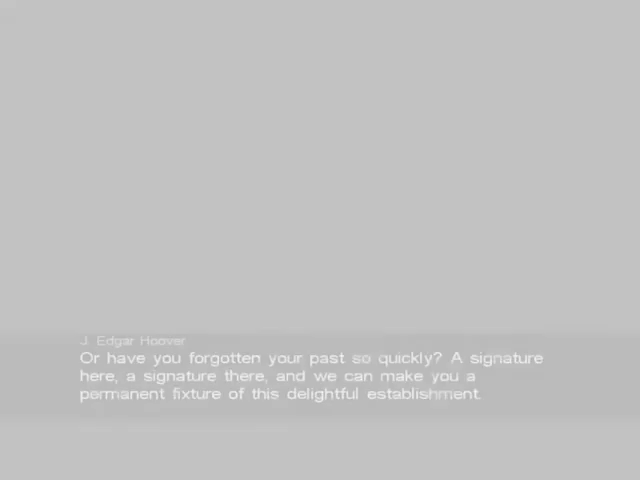 J. Edgar Hoover
Or have you forgotten your past so quickly? A signature
here, a signature there, and we can make you a
permanent fixture of this delightful establishment.